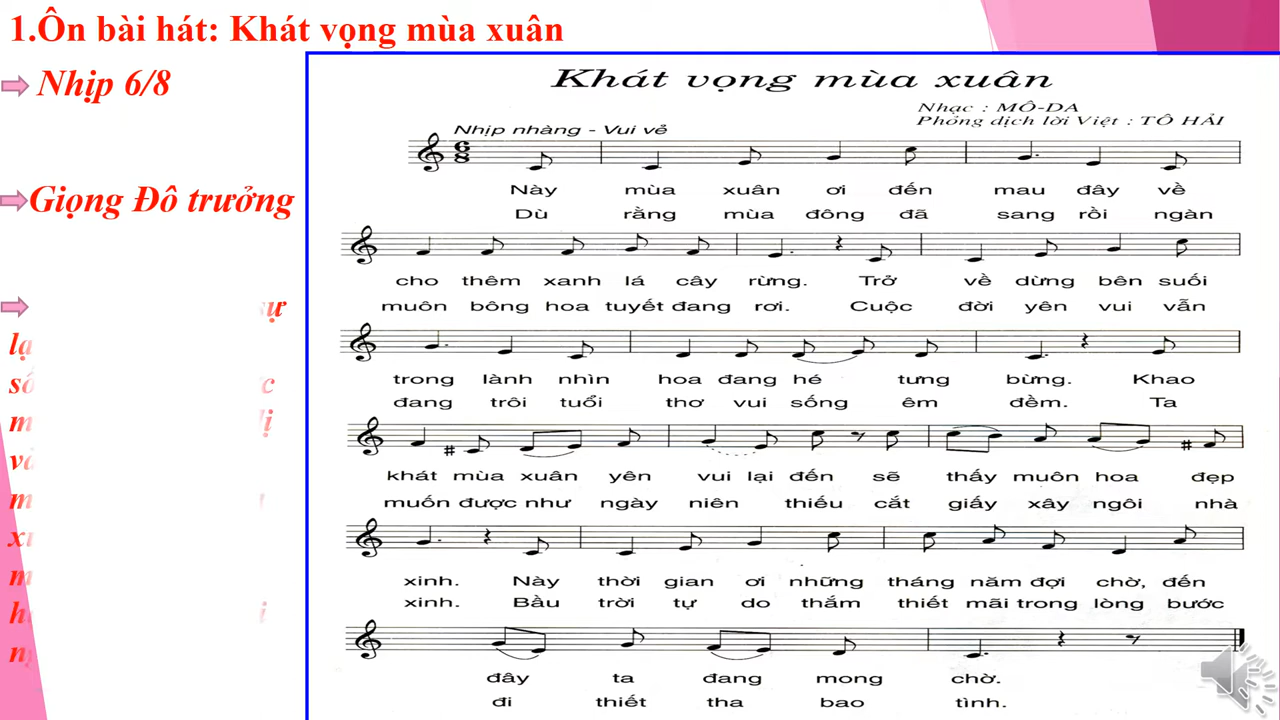 1.Ôn bài hát: Khát vọng mùa xuân
Nhịp 6/8
Giọng Đô trưởng
Khát vọng mùa xuân
Nhạc : MÔ-DA
Phỏng dịch lời Việt : TÔ HẢI
Nhịp nhàng - Vui vẻ
Này mùa xuân ơi đến mau đây về
Dù rằng mùa đông đã sang rồi ngàn
cho thêm xanh lá cây rừng. Trở về dừng bên suối
muôn bông hoa tuyết đang rơi. Cuộc đời yên vui vẫn
trong lành nhìn hoa đang hé tưng bừng. Khao
đang trôi tuổi thơ vui sống êm đềm. Ta
khát mùa xuân yên vui lại đến sẽ thấy muôn hoa đẹp
muốn được như ngày niên thiếu cắt giấy xây ngôi nhà
xinh. Này thời gian ơi những tháng năm đợi chờ, đến
xinh. Bầu trời tự do thắm thiết mãi trong lòng bước
đây ta đang mong chờ.
đi thiết tha bao tình.